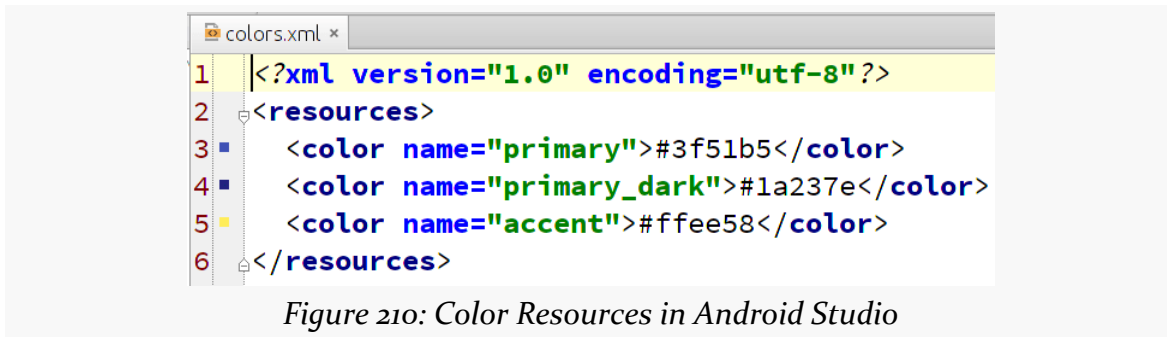 colors.xml ×
1 <?xml version="1.0" encoding="utf-8"?>
2 <resources>
3 <color name="primary">#3f51b5</color>
4 <color name="primary_dark">#1a237e</color>
5 <color name="accent">#ffee58</color>
6 </resources>
Figure 210: Color Resources in Android Studio